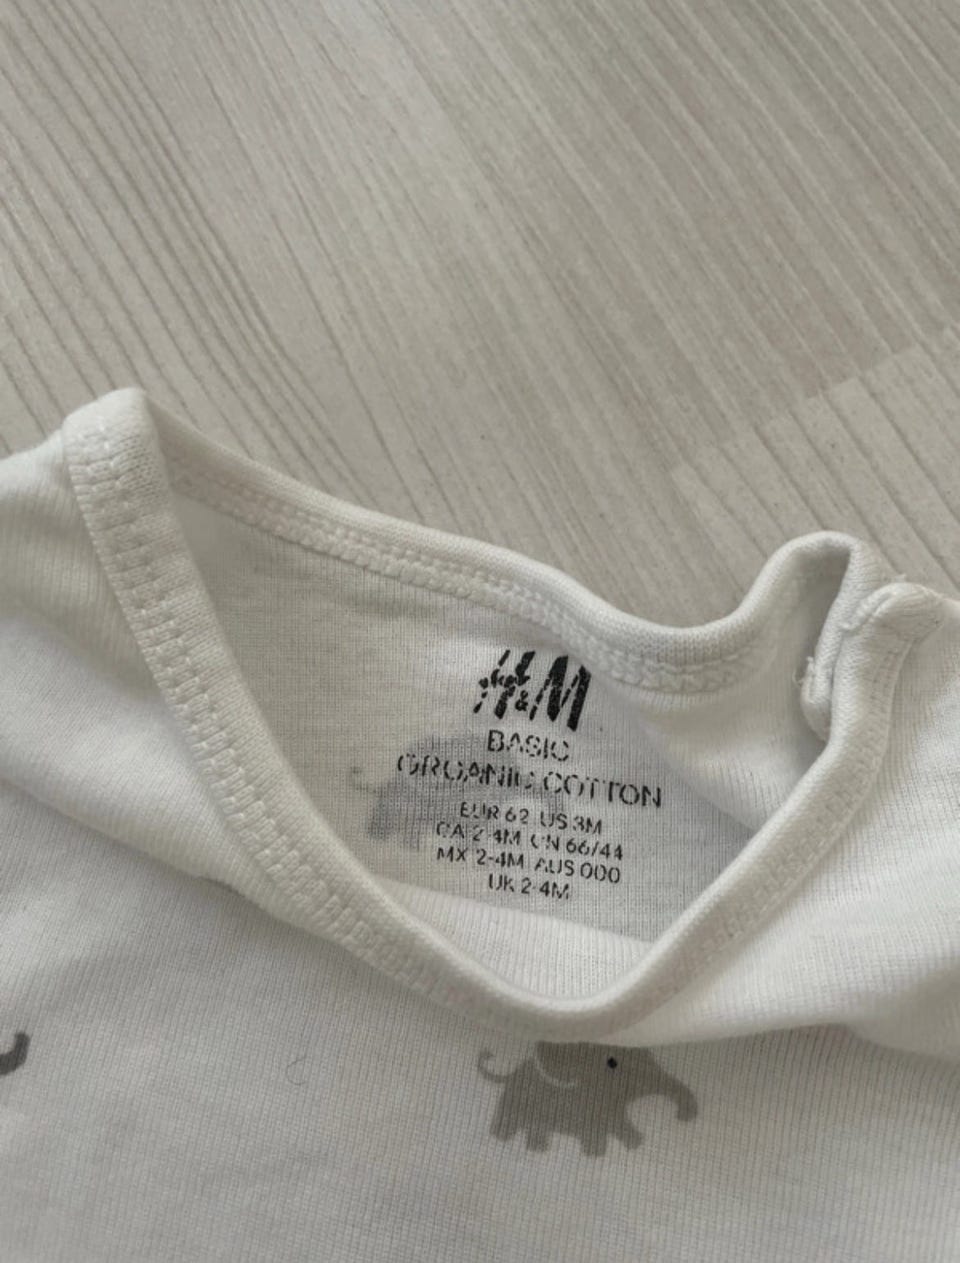 H&M
BASIC
ORGANIC COTTON
EUR 62 US 3M
CA 2-4M CN 66/44
MX 2-4M AUS 000
UK 2-4M